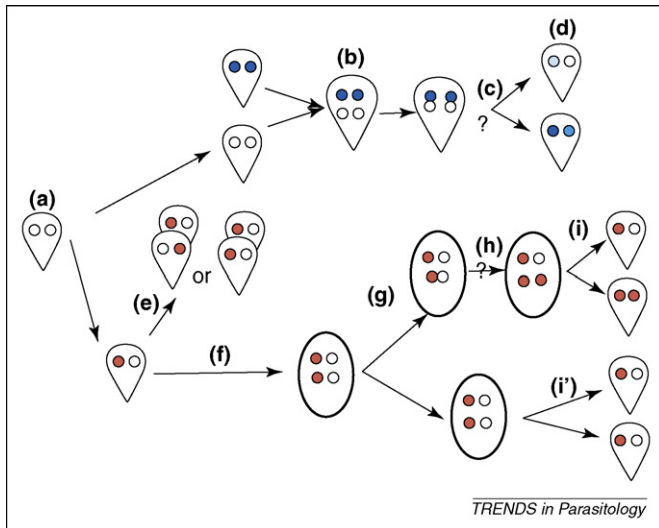 (b)
(d)
(c)
?
(a)
(e)
or
(f)
(g)
(h)
?
(i)
(i')
TRENDS in Parasitology